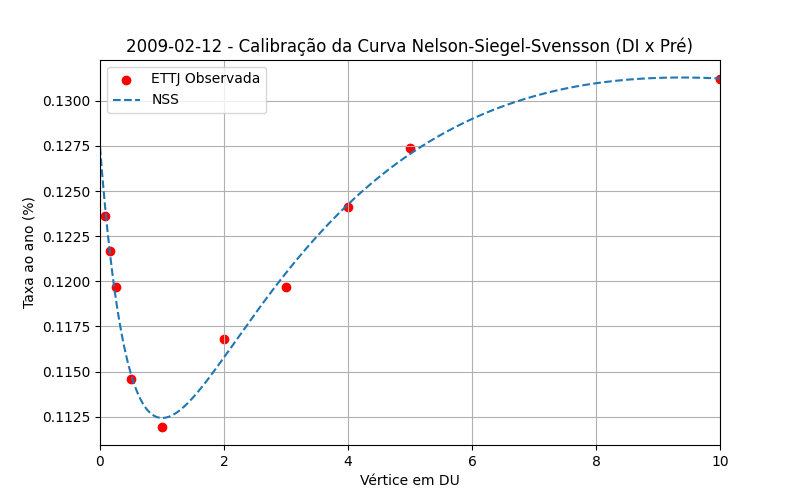 2009-02-12 - Calibração da Curva Nelson-Siegel-Svensson (DI x Pré)
ETTJ Observada
NSS
Taxa ao ano (%)
0.1300
0.1275
0.1250
0.1225
0.1200
0.1175
0.1150
0.1125
0 2 4 6 8 10
Vértice em DU